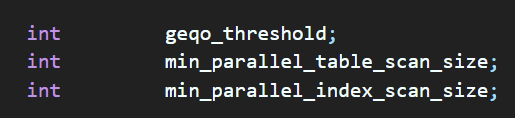 int geqo_threshold;
int min_parallel_table_scan_size;
int min_parallel_index_scan_size;